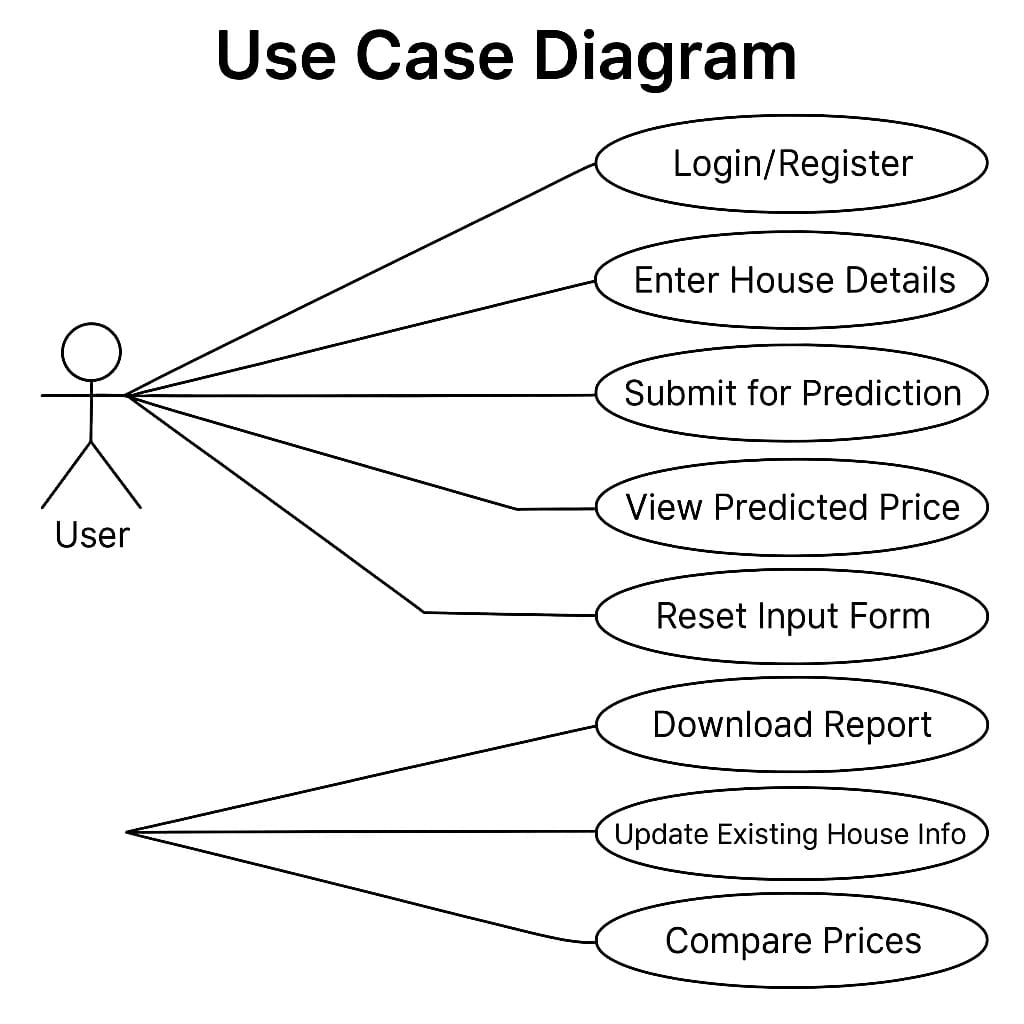 Use Case Diagram
Login/Register
Enter House Details
Submit for Prediction
View Predicted Price
User
Reset Input Form
Download Report
Update Existing House Info
Compare Prices